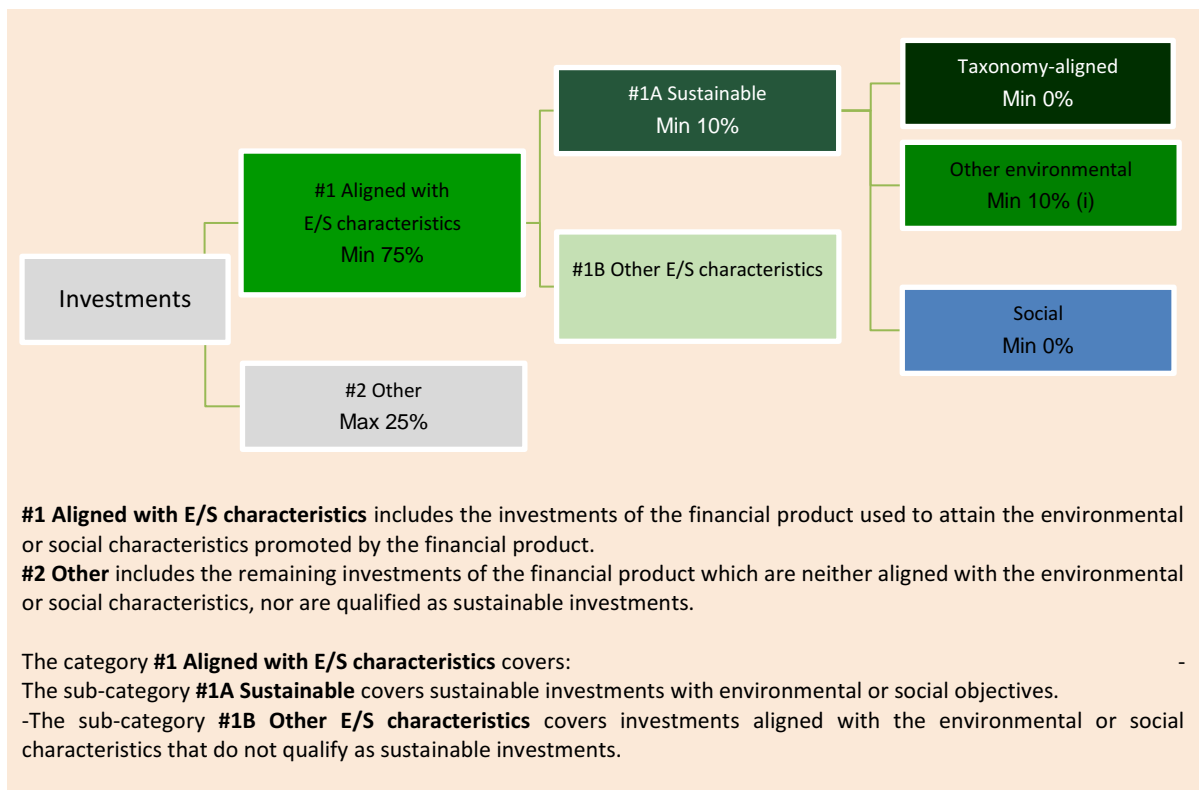 Investments
#1 Aligned with
E/S characteristics
Min 75%
#2 Other
Max 25%
#1A Sustainable
Min 10%
#1B Other E/S characteristics
Taxonomy-aligned
Min 0%
Other environmental
Min 10% (i)
Social
Min 0%
#1 Aligned with E/S characteristics includes the investments of the financial product used to attain the environmental
or social characteristics promoted by the financial product.
#2 Other includes the remaining investments of the financial product which are neither aligned with the environmental
or social characteristics, nor are qualified as sustainable investments.
The category #1 Aligned with E/S characteristics covers: -
The sub-category #1A Sustainable covers sustainable investments with environmental or social objectives.
-The sub-category #1B Other E/S characteristics covers investments aligned with the environmental or social
characteristics that do not qualify as sustainable investments.